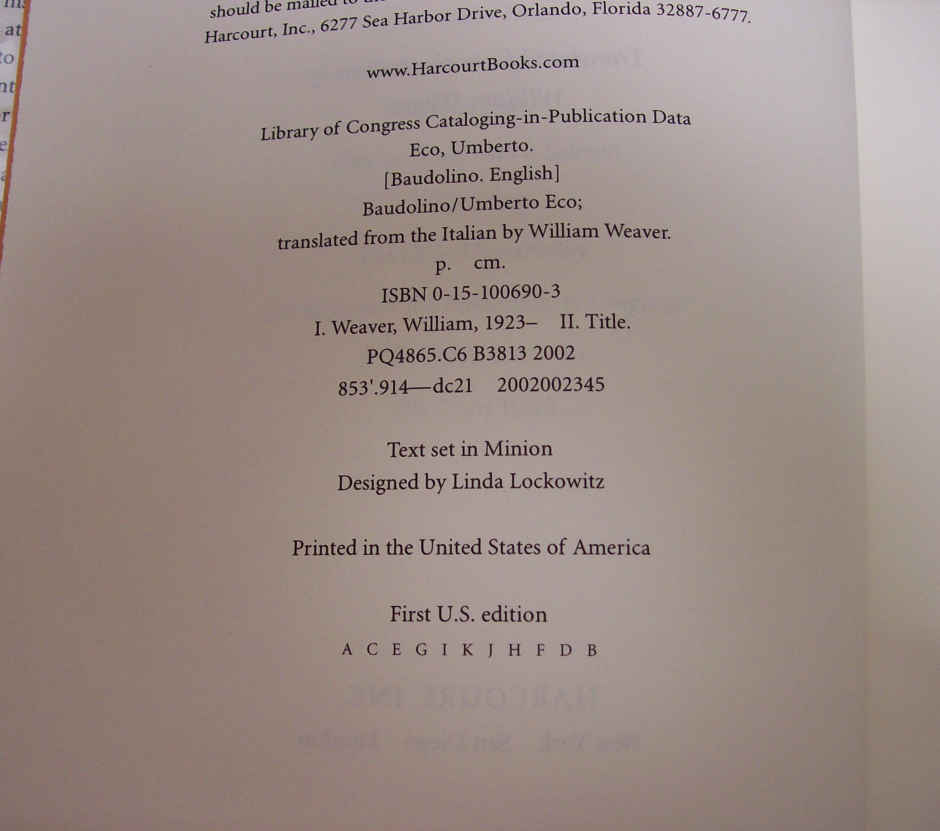 should be mailed to the
Harcourt, Inc., 6277 Sea Harbor Drive, Orlando, Florida 32887-6777.
www.HarcourtBooks.com
Library of Congress Cataloging-in-Publication Data
Eco, Umberto.
[Baudolino. English]
Baudolino/Umberto Eco;
translated from the Italian by William Weaver.
p. cm.
ISBN 0-15-100690-3
I. Weaver, William, 1923– II. Title.
PQ4865.C6 B3813 2002
853'.914—dc21 2002002345
Text set in Minion
Designed by Linda Lockowitz
Printed in the United States of America
First U.S. edition
A C E G I K J H F D B